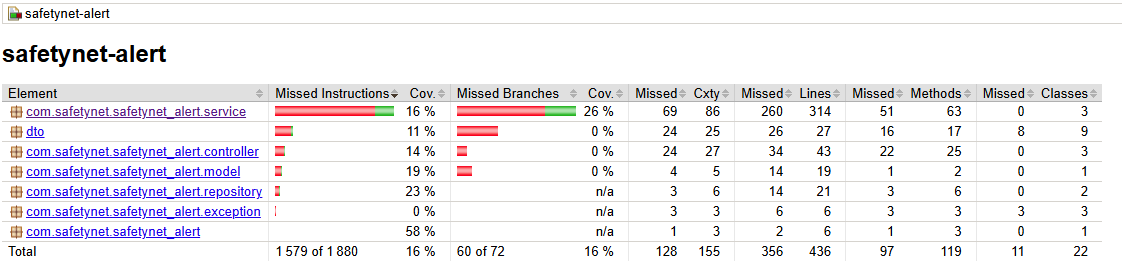 safetynet-alert
safetynet-alert
Element Missed Instructions Cov. Missed Branches Cov. Missed Cxty Missed Lines Missed Methods Missed Classes
com.safetynet.safetynet_alert.service 16 % 26 % 69 86 260 314 51 63 0 3
dto 11 % 0 % 24 25 26 27 16 17 8 9
com.safetynet.safetynet_alert.controller 14 % 0 % 24 27 34 43 22 25 0 3
com.safetynet.safetynet_alert.model 19 % 0 % 4 5 14 19 1 2 0 1
com.safetynet.safetynet_alert.repository 23 % n/a 3 6 14 21 3 6 0 2
com.safetynet.safetynet_alert.exception 0 % n/a 3 3 6 6 3 3 3 3
com.safetynet.safetynet_alert 58 % n/a 1 3 2 6 1 3 0 1
Total 1 579 of 1 880 16 % 60 of 72 16 % 128 155 356 436 97 119 11 22